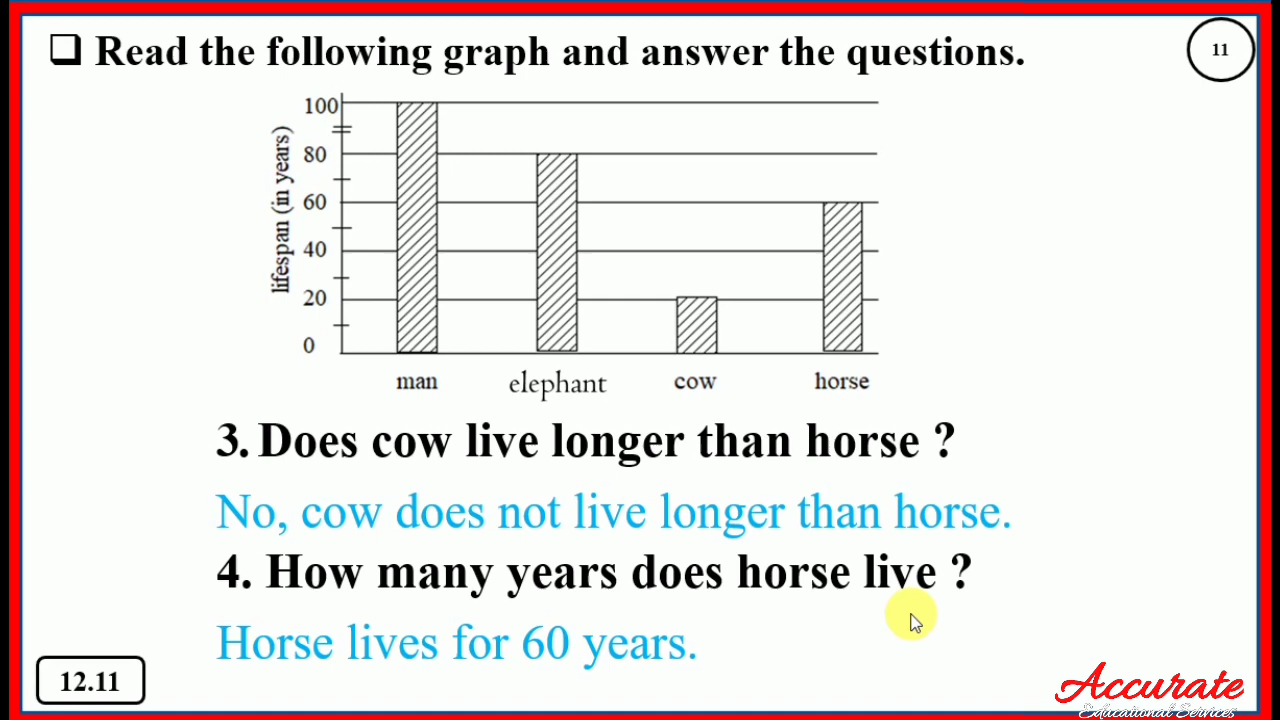 ❑ Read the following graph and answer the questions.
11
lifespan (in years)
100
80
60
40
20
0
man elephant cow horse
3. Does cow live longer than horse ?
No, cow does not live longer than horse.
4. How many years does horse live ?
Horse lives for 60 years.
12.11
Accurate
Educational Services